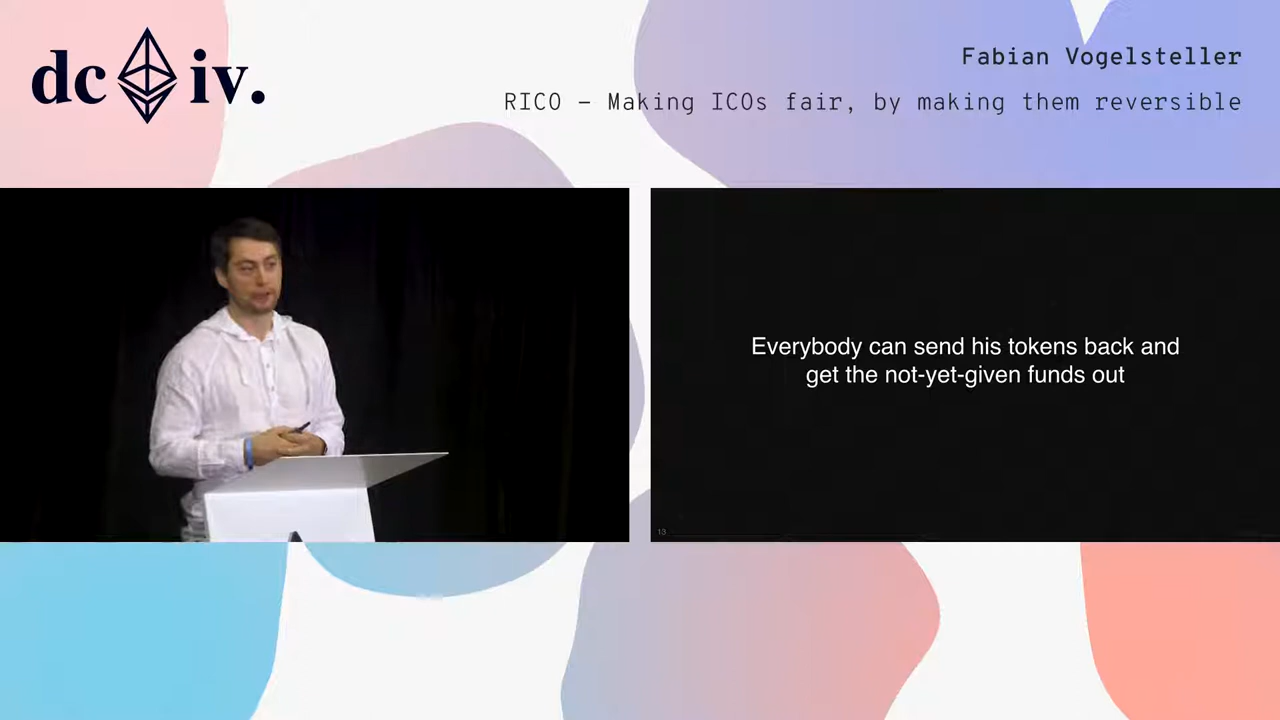 dc iv.
Fabian Vogelsteller
RICO – Making ICOs fair, by making them reversible
Everybody can send his tokens back and
get the not-yet-given funds out